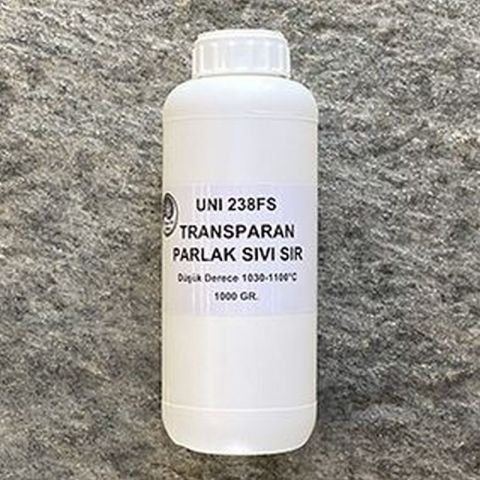 UNI 238FS
TRANSPARAN
PARLAK SIVI SIR
Düşük Derece 1030-1100°C
1000 GR.